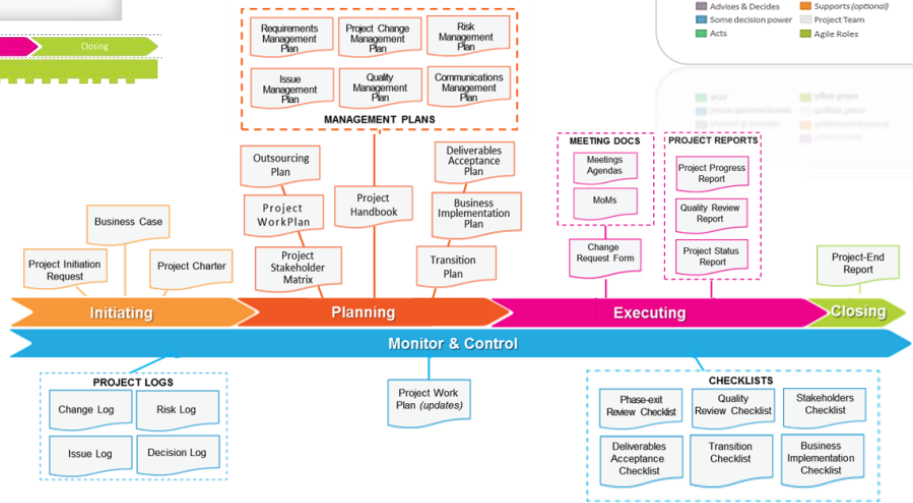 Advises & Decides
Supports (optional)
Some decision power
Project Team
Acts
Agile Roles
Closing
Requirements
Management
Plan
Project Change
Management
Plan
Risk
Management
Plan
Issue
Management
Plan
Quality
Management
Plan
Communications
Management
Plan
MANAGEMENT PLANS
Outsourcing
Plan
Project
WorkPlan
Project
Stakeholder
Matrix
Project
Handbook
Deliverables
Acceptance
Plan
Business
Implementation
Plan
Transition
Plan
MEETING DOCS
Meetings
Agendas
MoMs
Change
Request Form
PROJECT REPORTS
Project Progress
Report
Quality Review
Report
Project Status
Report
Business Case
Project Initiation
Request
Project Charter
Project-End
Report
Initiating
Planning
Executing
Closing
Monitor & Control
PROJECT LOGS
Change Log
Risk Log
Issue Log
Decision Log
Project Work
Plan (updates)
CHECKLISTS
Phase-exit
Review Checklist
Quality
Review Checklist
Stakeholders
Checklist
Deliverables
Acceptance
Checklist
Transition
Checklist
Business
Implementation
Checklist